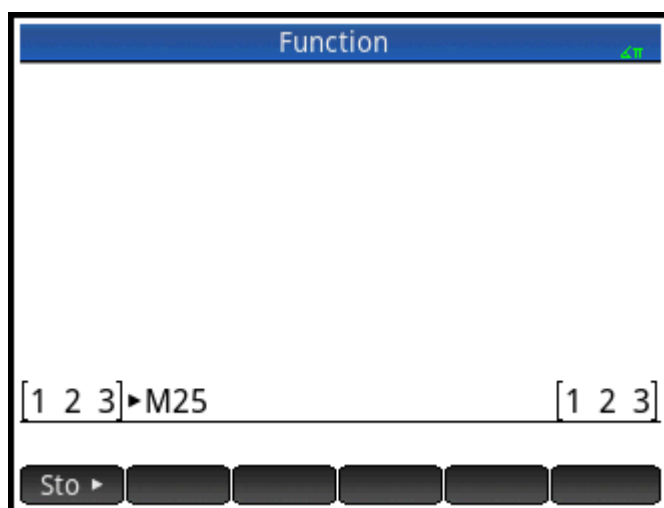 Function
∡π
[1 2 3]►M25 [1 2 3]
Sto ►